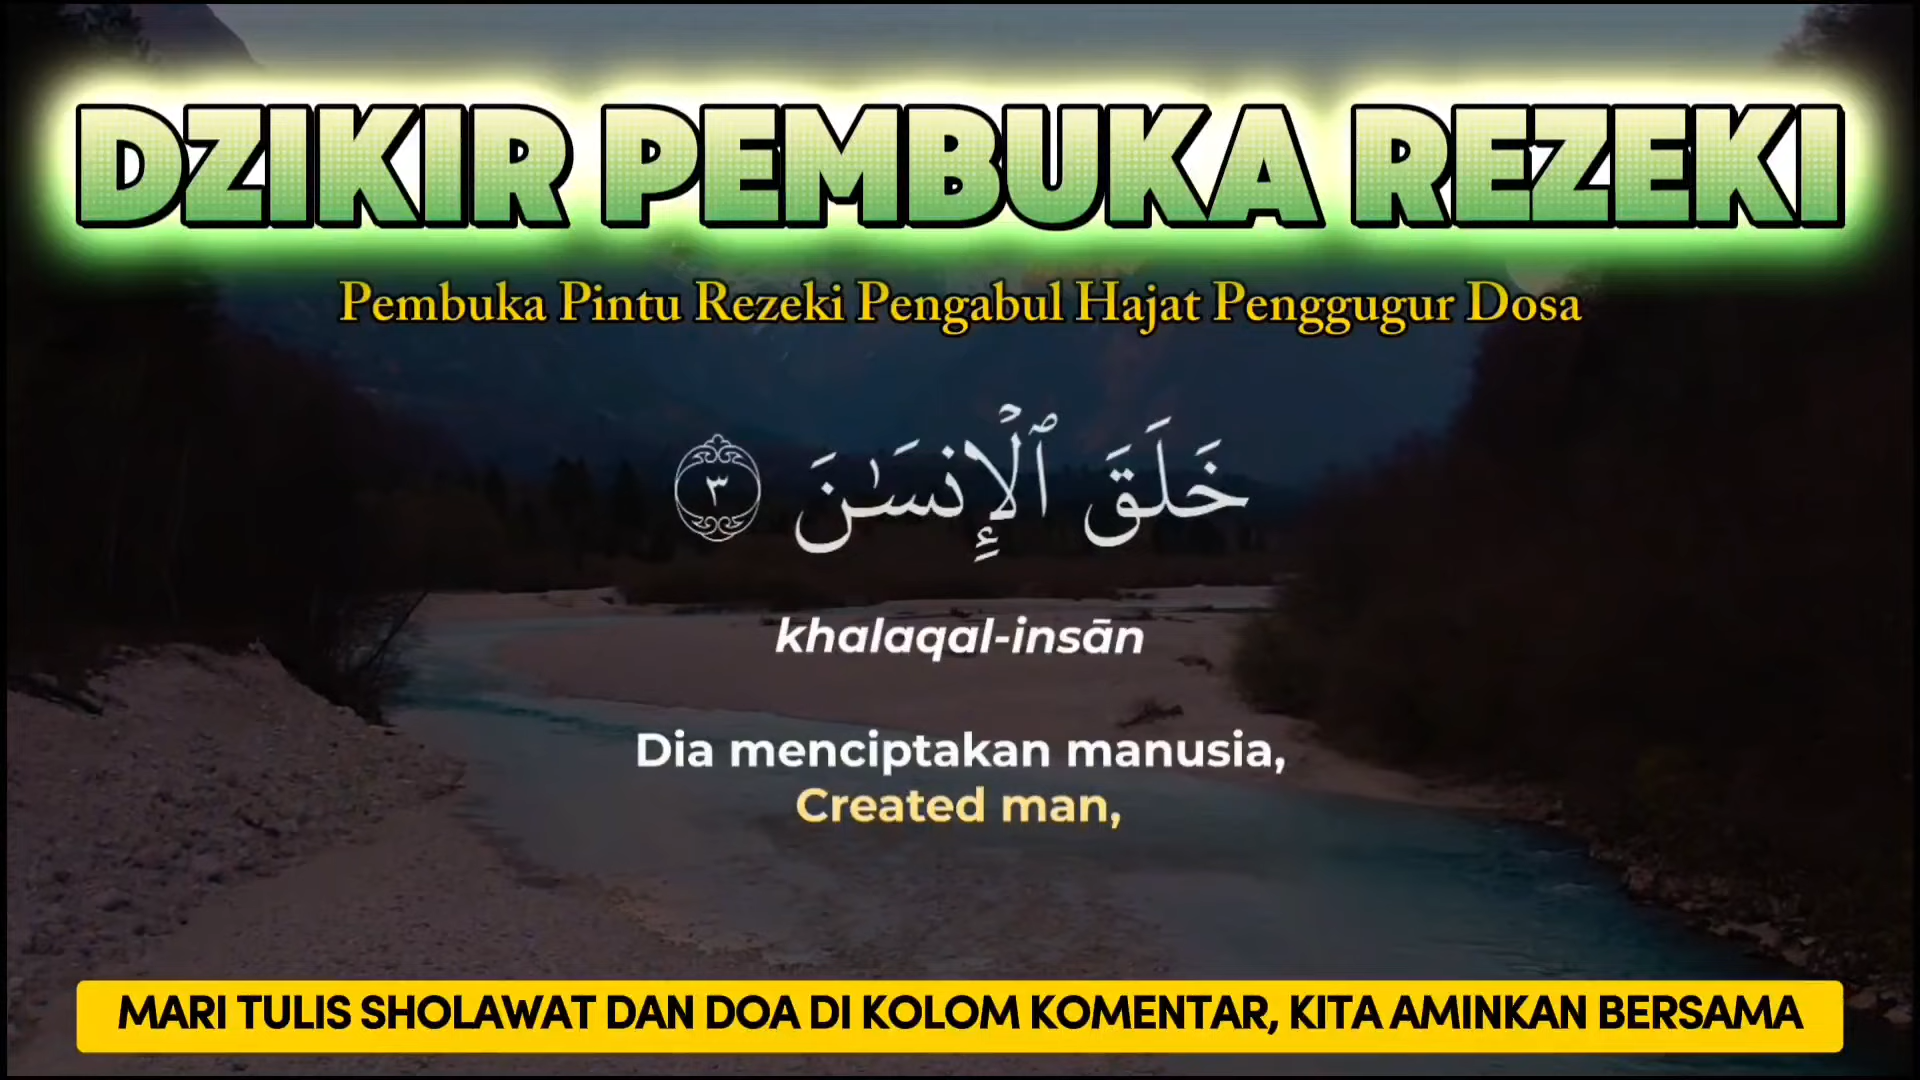 DZIKIR PEMBUKA REZEKI
Pembuka Pintu Rezeki Pengabul Hajat Penggugur Dosa
خَلَقَ ٱلْإِنسَـٰنَ ٣
khalaqal-insān
Dia menciptakan manusia,
Created man,
MARI TULIS SHOLAWAT DAN DOA DI KOLOM KOMENTAR, KITA AMINKAN BERSAMA